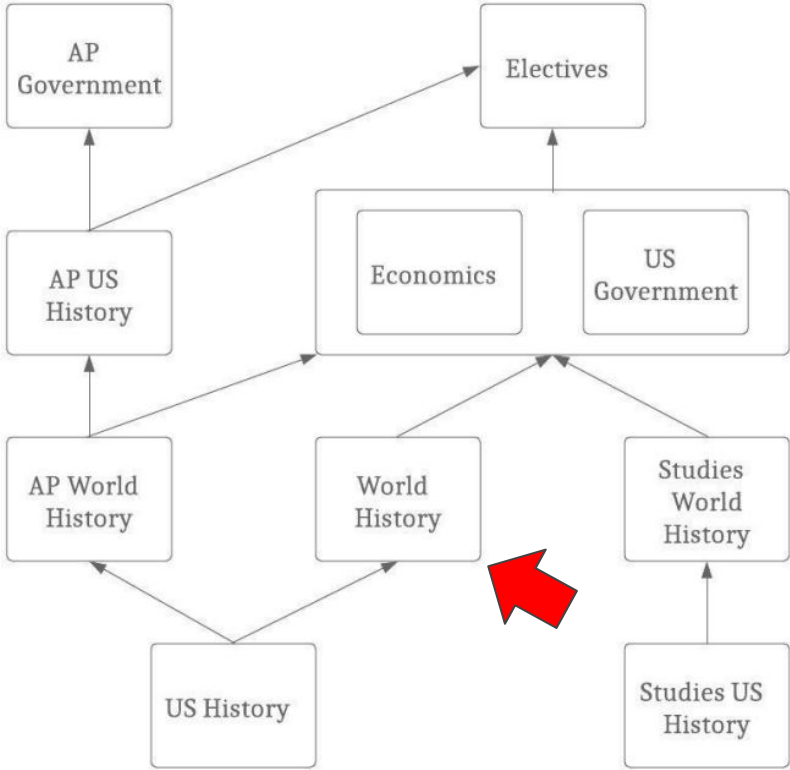 AP
Government
Electives
AP US
History
Economics
US
Government
AP World
History
World
History
Studies
World
History
US History
Studies US
History